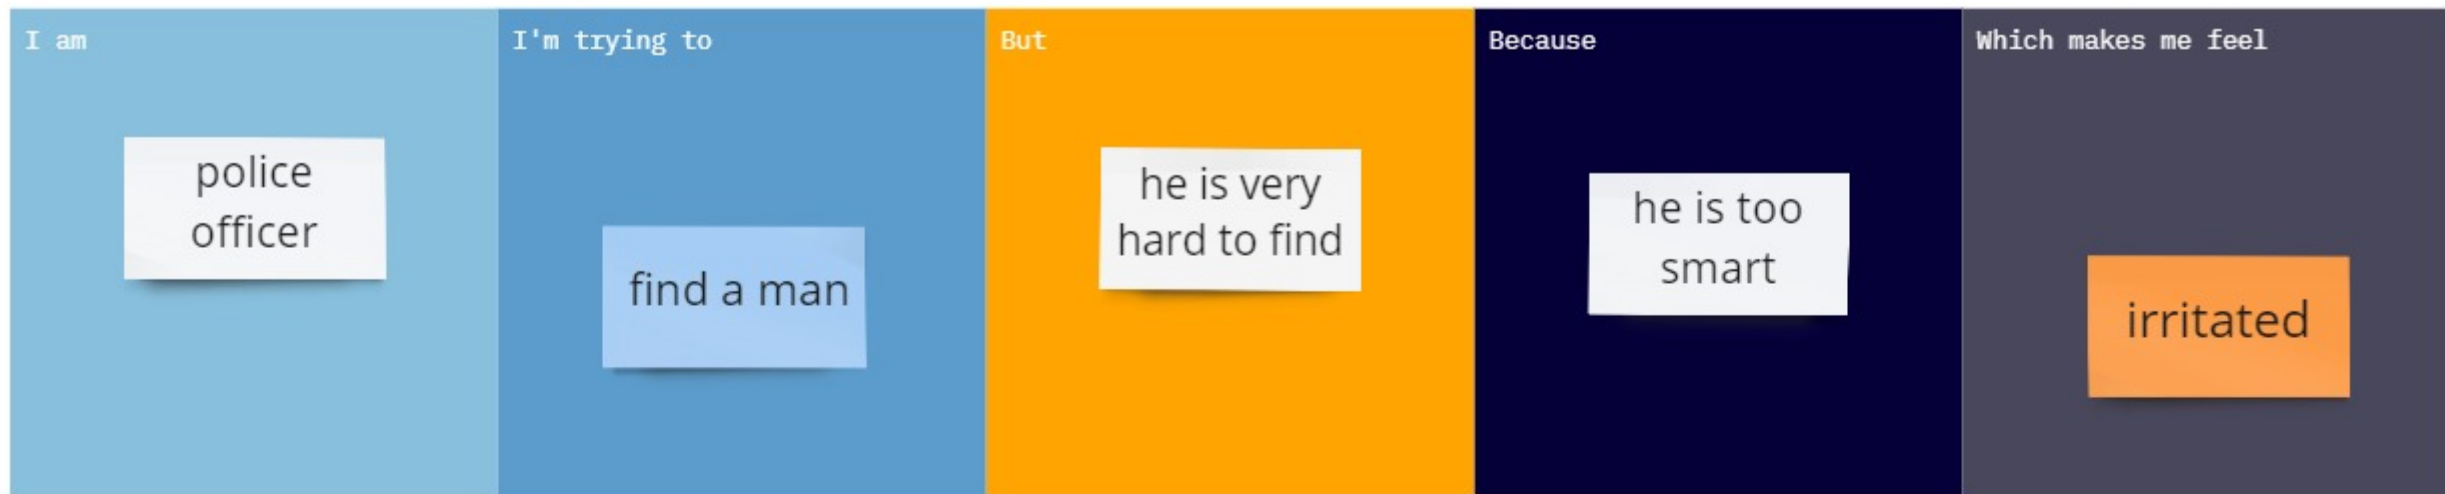 I am
police
officer
I'm trying to
find a man
But
he is very
hard to find
Because
he is too
smart
Which makes me feel
irritated